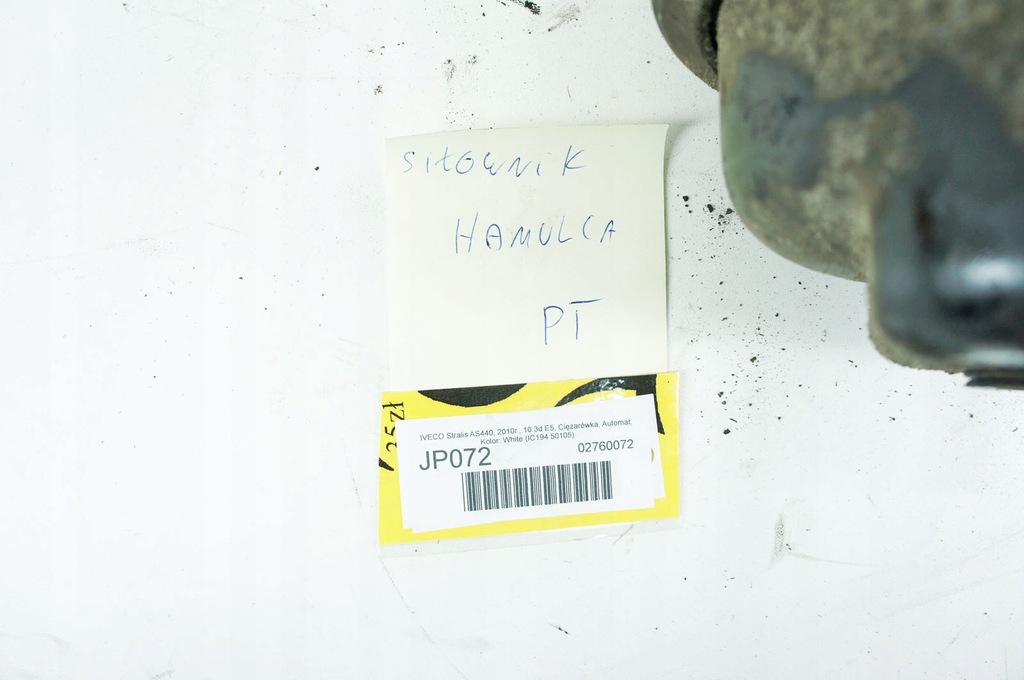 SIŁOWNIK
HAMULCA
PT
25zł
IVECO Stralis AS440, 2010r., 10.3d E5, Ciężarówka, Automat,
Kolor: White (IC194 50105)
JP072 02760072